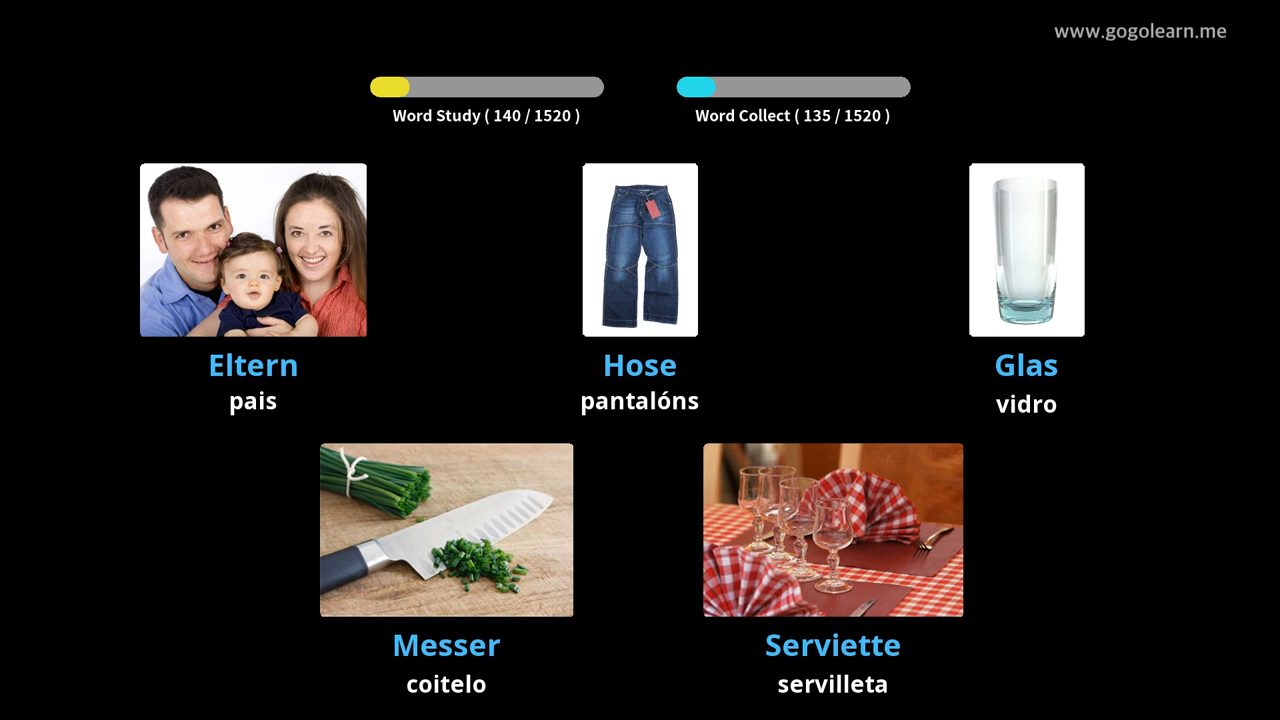 www.gogolearn.me
Word Study ( 140 / 1520 )
Word Collect ( 135 / 1520 )
Eltern
pais
Hose
pantalóns
Glas
vidro
Messer
coitelo
Serviette
servilleta